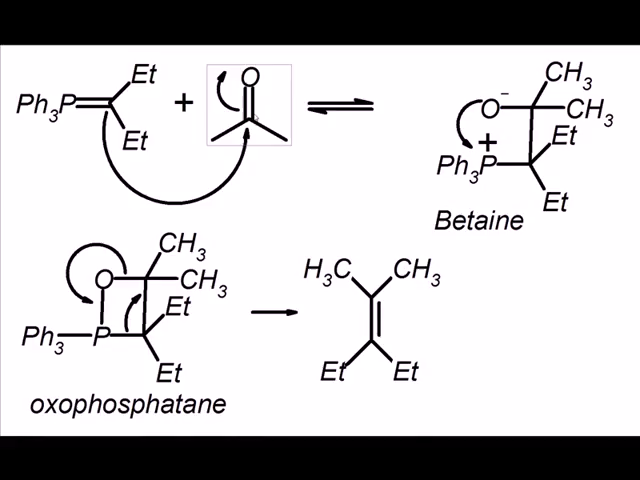 Et
Ph3P
+
O
Et
CH3
O−
CH3
+
Et
Ph3P
Et
Betaine
CH3
O
CH3
Et
Ph3
P
Et
oxophosphatane
H3C
CH3
Et
Et